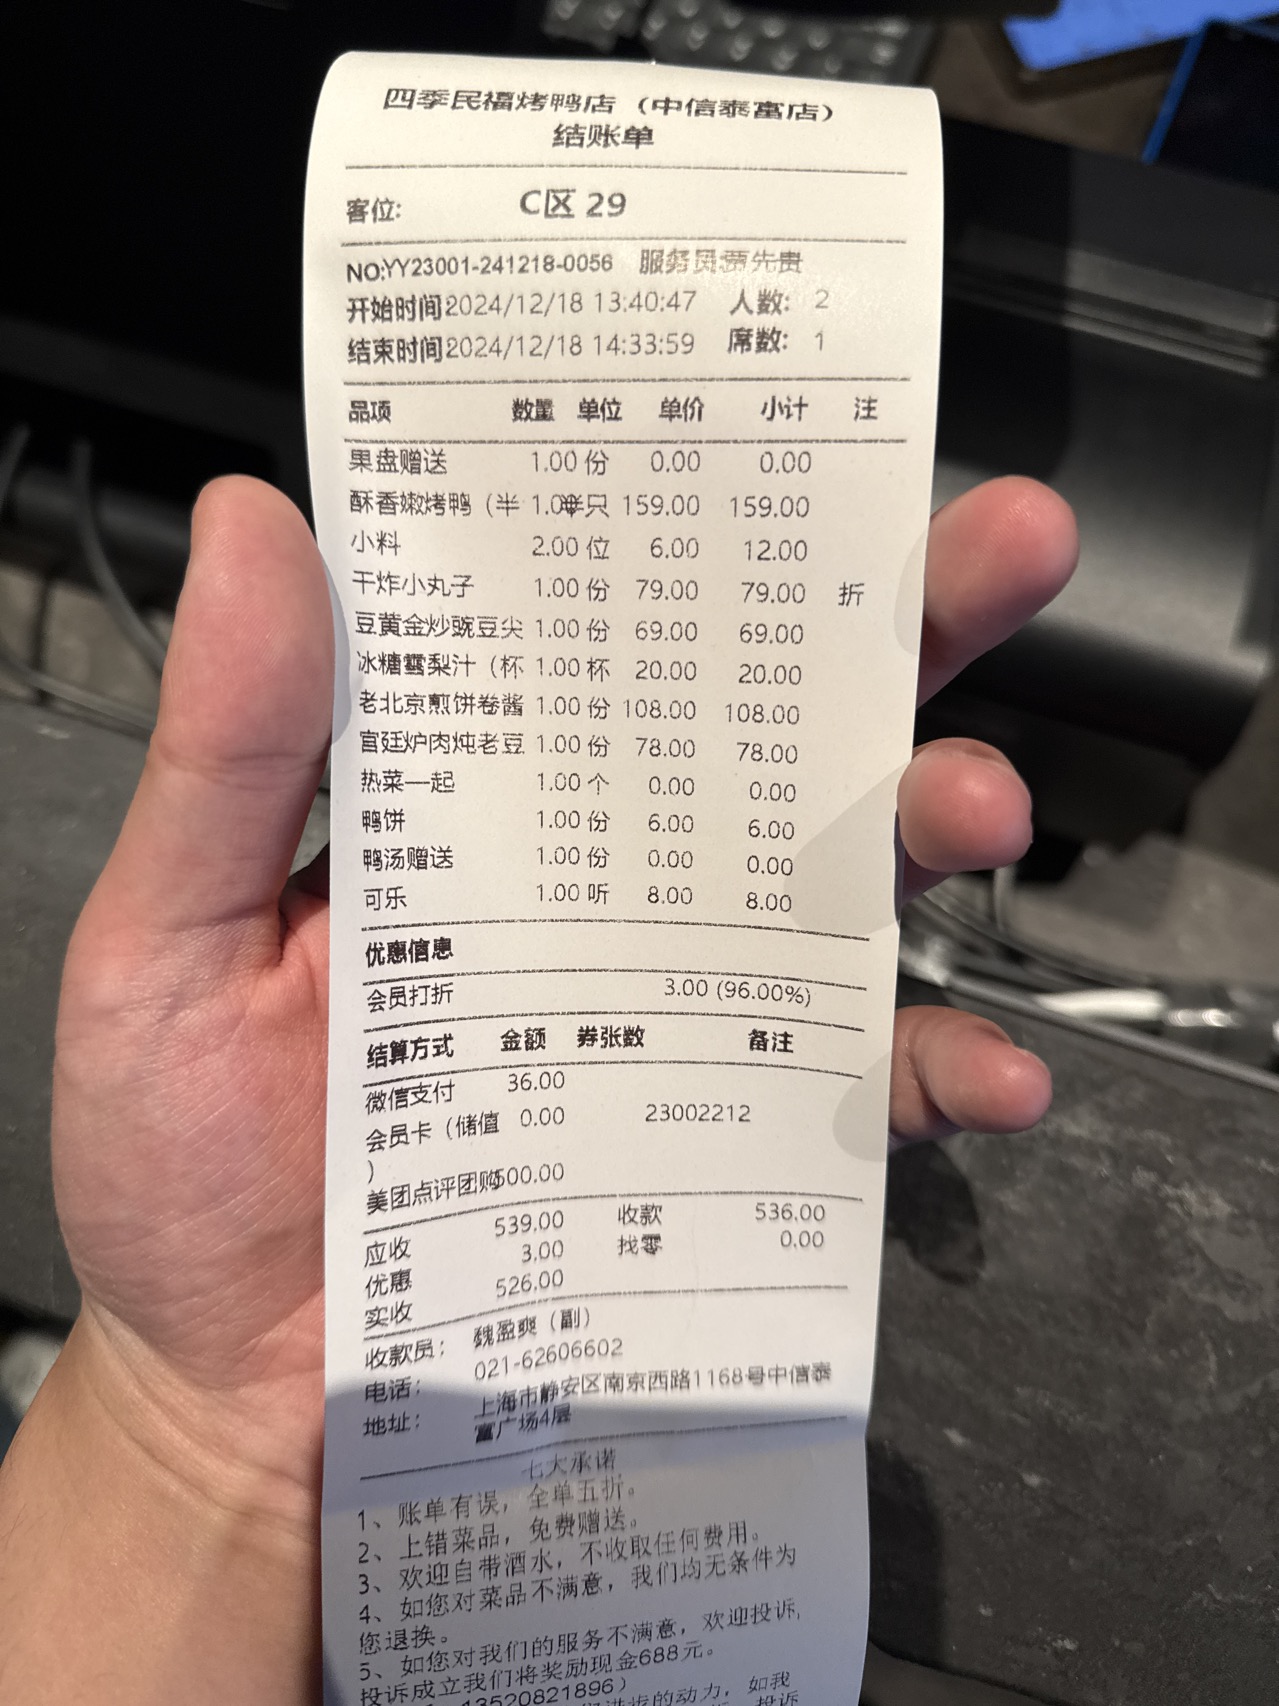 四季民福烤鸭店（中信泰富店）
结账单
客位: C区 29
NO:YY23001-241218-0056 服务员 先贵
开始时间2024/12/18 13:40:47 人数: 2
结束时间2024/12/18 14:33:59 席数: 1
品项 数量 单位 单价 小计 注
果盘赠送 1.00 份 0.00 0.00
酥香嫩烤鸭（半 1.00 半只 159.00 159.00
小料 2.00 位 6.00 12.00
干炸小丸子 1.00 份 79.00 79.00 折
豆黄金炒豌豆尖 1.00 份 69.00 69.00
冰糖雪梨汁（杯 1.00 杯 20.00 20.00
老北京煎饼卷酱 1.00 份 108.00 108.00
宫廷炉肉炖老豆 1.00 份 78.00 78.00
热菜一起 1.00 个 0.00 0.00
鸭饼 1.00 份 6.00 6.00
鸭汤赠送 1.00 份 0.00 0.00
可乐 1.00 听 8.00 8.00
优惠信息
会员打折 3.00 (96.00%)
结算方式 金额 券张数 备注
微信支付 36.00
会员卡（储值 0.00 23002212
）
美团点评团购500.00
应收 539.00 收款 536.00
优惠 3.00 找零 0.00
实收 526.00
收款员： 魏盈爽（副）
电话： 021-62606602
地址： 上海市静安区南京西路1168号中信泰
富广场4层
七大承诺
1、账单有误，全单五折。
2、上错菜品，免费赠送。
3、欢迎自带酒水，不收取任何费用。
4、如您对菜品不满意，我们均无条件为
您退换。
5、如您对我们的服务不满意，欢迎投诉，
投诉成立我们将奖励现金688元。
13520821896）
进步的动力，如我
投诉